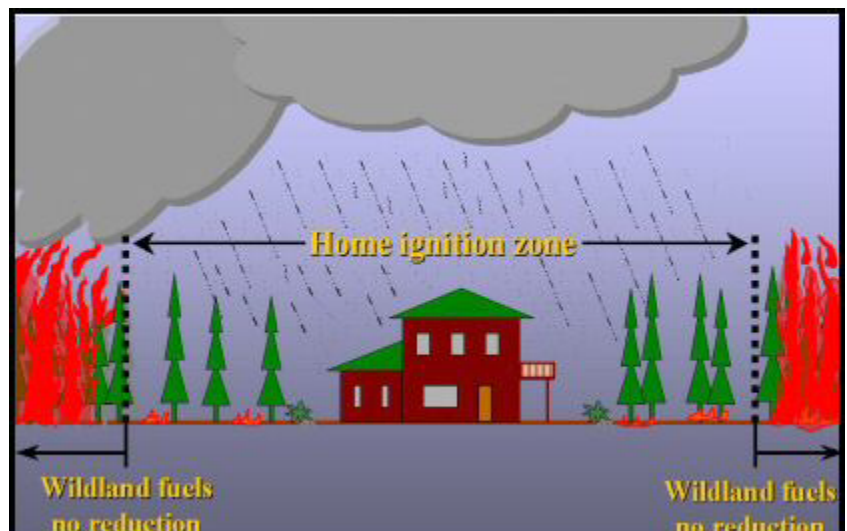 Home ignition zone
Wildland fuels
no reduction
Wildland fuels
no reduction